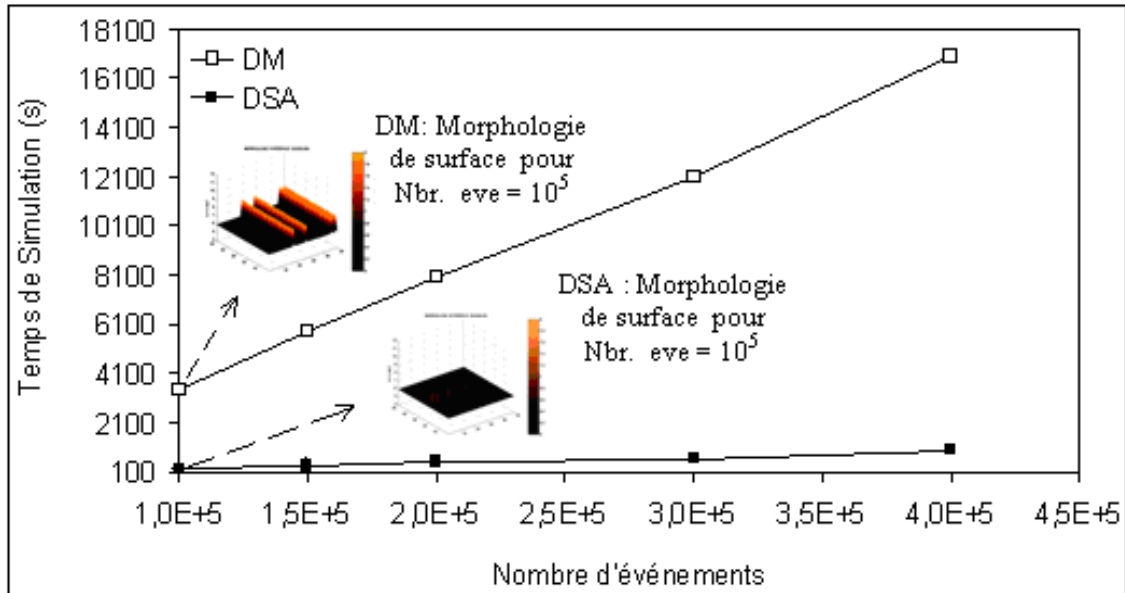 18100
16100
14100
12100
10100
8100
6100
4100
2100
100
Temps de Simulation (s)
DM
DSA
DM: Morphologie
de surface pour
Nbr. eve = 10^5
DSA : Morphologie
de surface pour
Nbr. eve = 10^5
1,0E+5 1,5E+5 2,0E+5 2,5E+5 3,0E+5 3,5E+5 4,0E+5 4,5E+5
Nombre d'événements